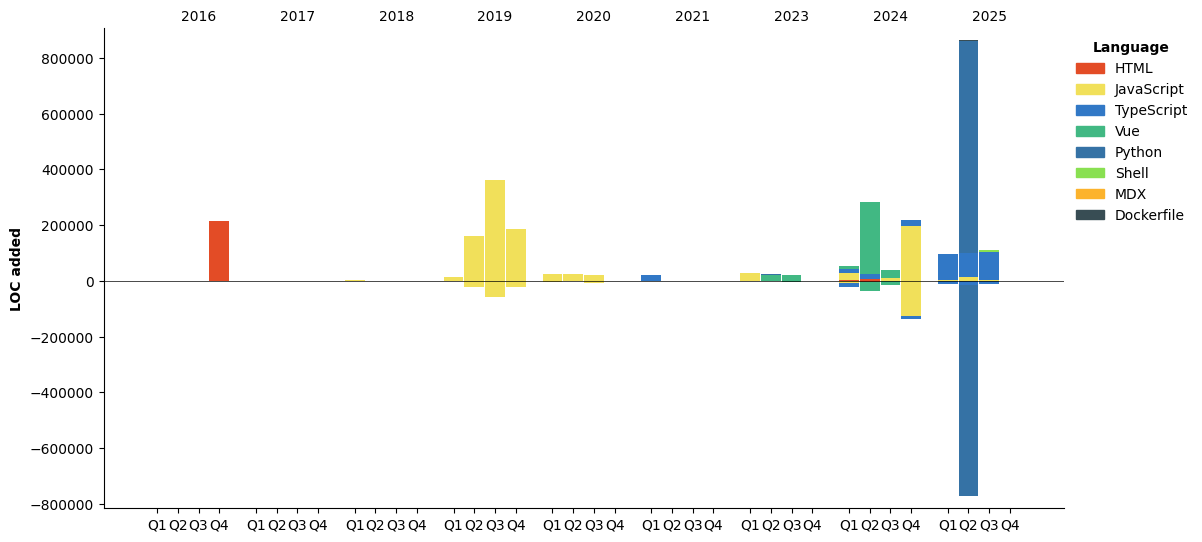 2016 2017 2018 2019 2020 2021 2023 2024 2025
LOC added
800000
600000
400000
200000
0
−200000
−400000
−600000
−800000
Q1 Q2 Q3 Q4 Q1 Q2 Q3 Q4 Q1 Q2 Q3 Q4 Q1 Q2 Q3 Q4 Q1 Q2 Q3 Q4 Q1 Q2 Q3 Q4 Q1 Q2 Q3 Q4 Q1 Q2 Q3 Q4 Q1 Q2 Q3 Q4
Language
HTML
JavaScript
TypeScript
Vue
Python
Shell
MDX
Dockerfile